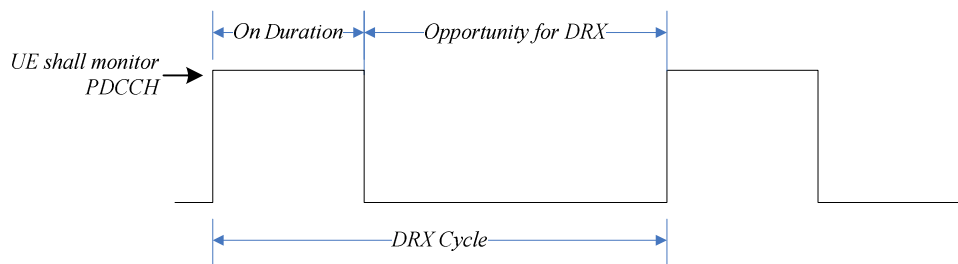 On Duration
Opportunity for DRX
UE shall monitor
PDCCH
DRX Cycle